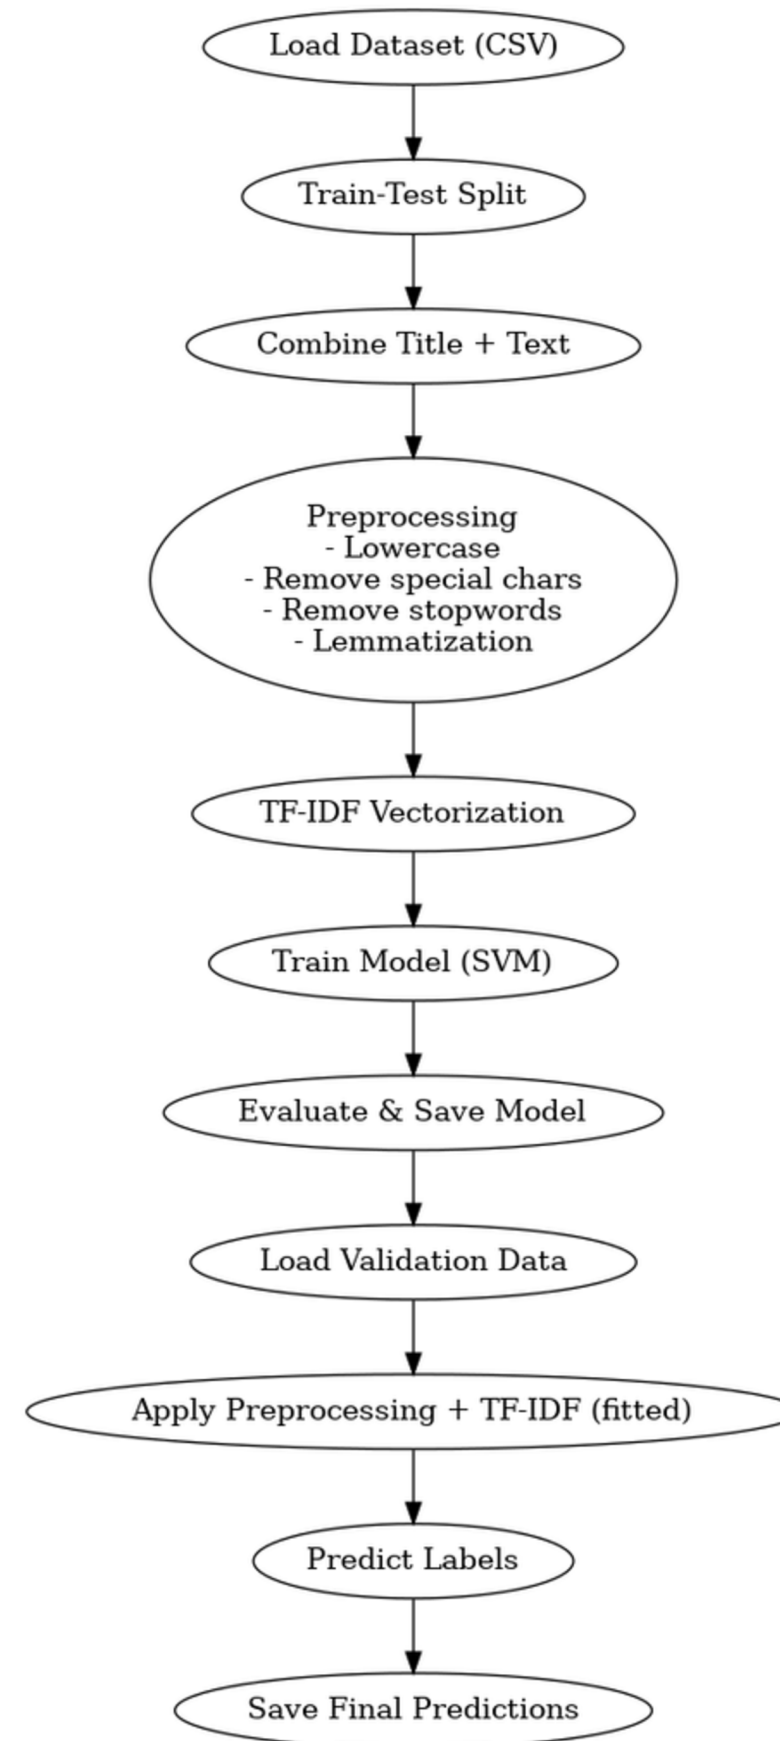 Load Dataset (CSV)
Train-Test Split
Combine Title + Text
Preprocessing
- Lowercase
- Remove special chars
- Remove stopwords
- Lemmatization
TF-IDF Vectorization
Train Model (SVM)
Evaluate & Save Model
Load Validation Data
Apply Preprocessing + TF-IDF (fitted)
Predict Labels
Save Final Predictions